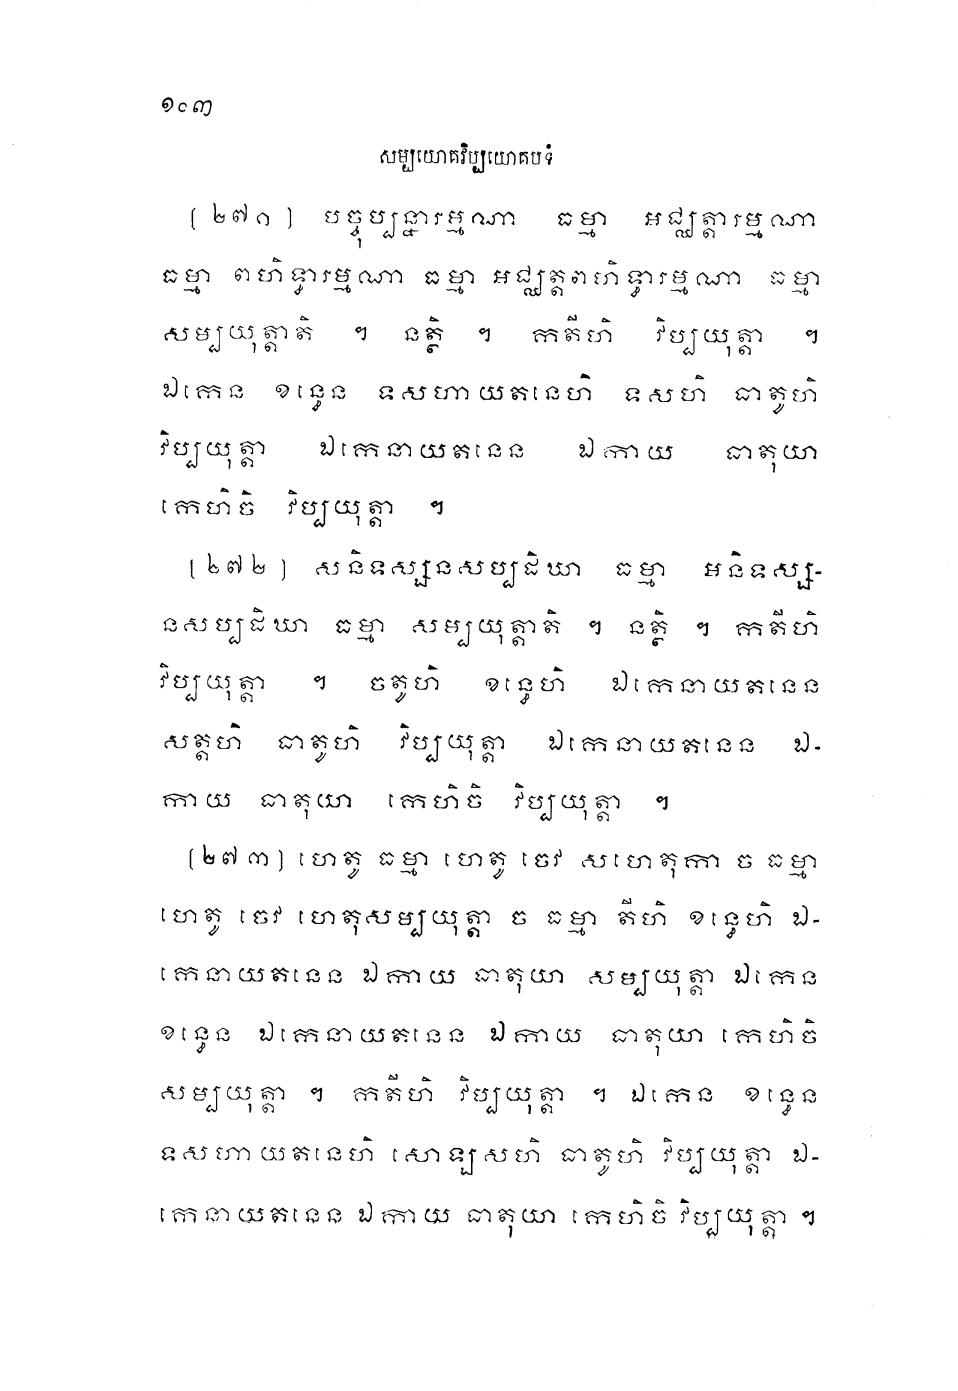 ១០៣
សម្បយោគវិប្បយោគបទំ
[២៧១] បច្ចុប្បន្នារម្មណា ធម្មា អជ្ឈត្តារម្មណា
ធម្មា ពហិទ្ធារម្មណា ធម្មា អជ្ឈត្តពហិទ្ធារម្មណា ធម្មា
សម្បយុត្តាតិ ។ នត្ថិ ។ កតីហិ វិប្បយុត្តា ។
ឯកេន ខន្ធេន ទសហាយតនេហិ ទសហិ ធាតូហិ
វិប្បយុត្តា ឯកេនាយតនេន ឯកាយ ធាតុយា
កេហិចិ វិប្បយុត្តា ។
[២៧២] សនិទស្សនសប្បដិឃា ធម្មា អនិទស្ស-
នសប្បដិឃា ធម្មា សម្បយុត្តាតិ ។ នត្ថិ ។ កតីហិ
វិប្បយុត្តា ។ ចតូហិ ខន្ធេហិ ឯកេនាយតនេន
សត្តហិ ធាតូហិ វិប្បយុត្តា ឯកេនាយតនេន ឯ-
កាយ ធាតុយា កេហិចិ វិប្បយុត្តា ។
[២៧៣] ហេតូ ធម្មា ហេតូ ចេវ សហេតុកា ច ធម្មា
ហេតូ ចេវ ហេតុសម្បយុត្តា ច ធម្មា តីហិ ខន្ធេហិ ឯ-
កេនាយតនេន ឯកាយ ធាតុយា សម្បយុត្តា ឯកេន
ខន្ធេន ឯកេនាយតនេន ឯកាយ ធាតុយា កេហិចិ
សម្បយុត្តា ។ កតីហិ វិប្បយុត្តា ។ ឯកេន ខន្ធេន
ទសហាយតនេហិ សោឡសហិ ធាតូហិ វិប្បយុត្តា ឯ-
កេនាយតនេន ឯកាយ ធាតុយា កេហិចិ វិប្បយុត្តា ។